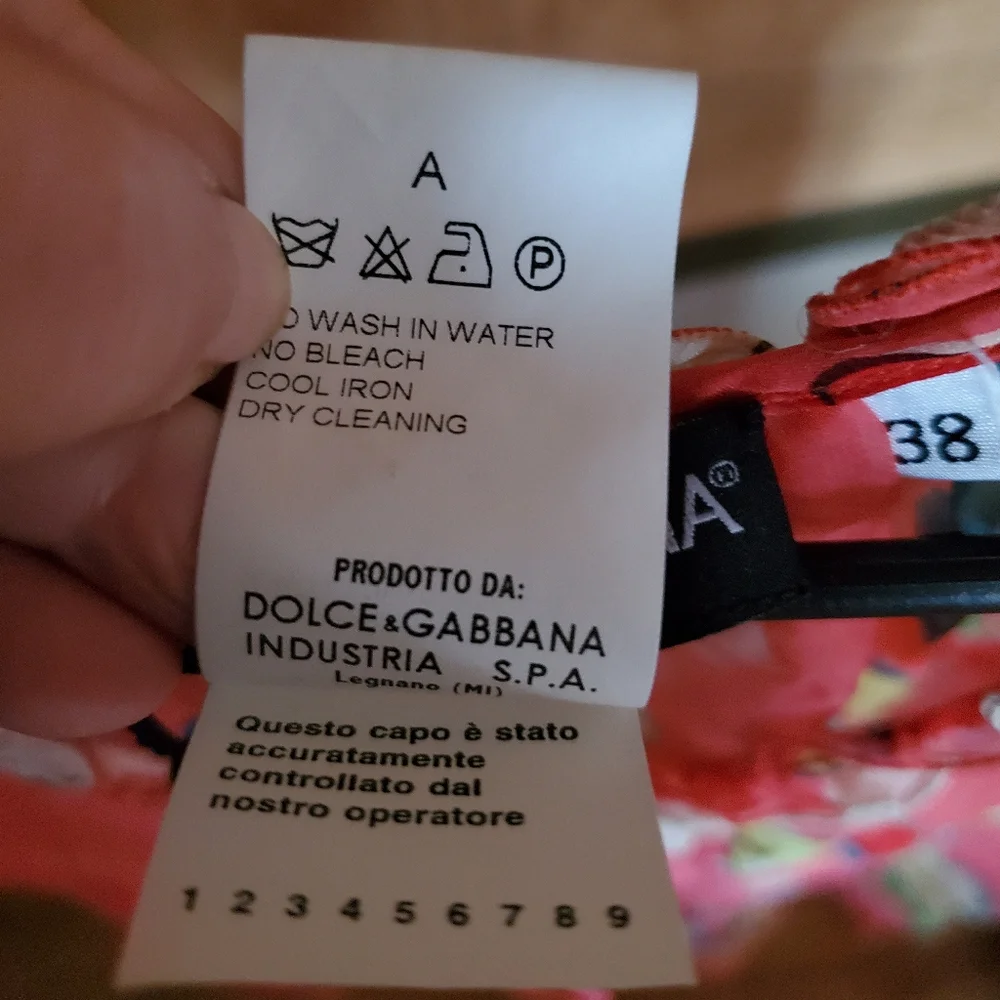 A
P
WASH IN WATER
NO BLEACH
COOL IRON
DRY CLEANING
PRODOTTO DA:
DOLCE&GABBANA
INDUSTRIA S.P.A.
Legnano (MI)
Questo capo è stato
accuratamente
controllato dal
nostro operatore
1 2 3 4 5 6 7 8 9
38